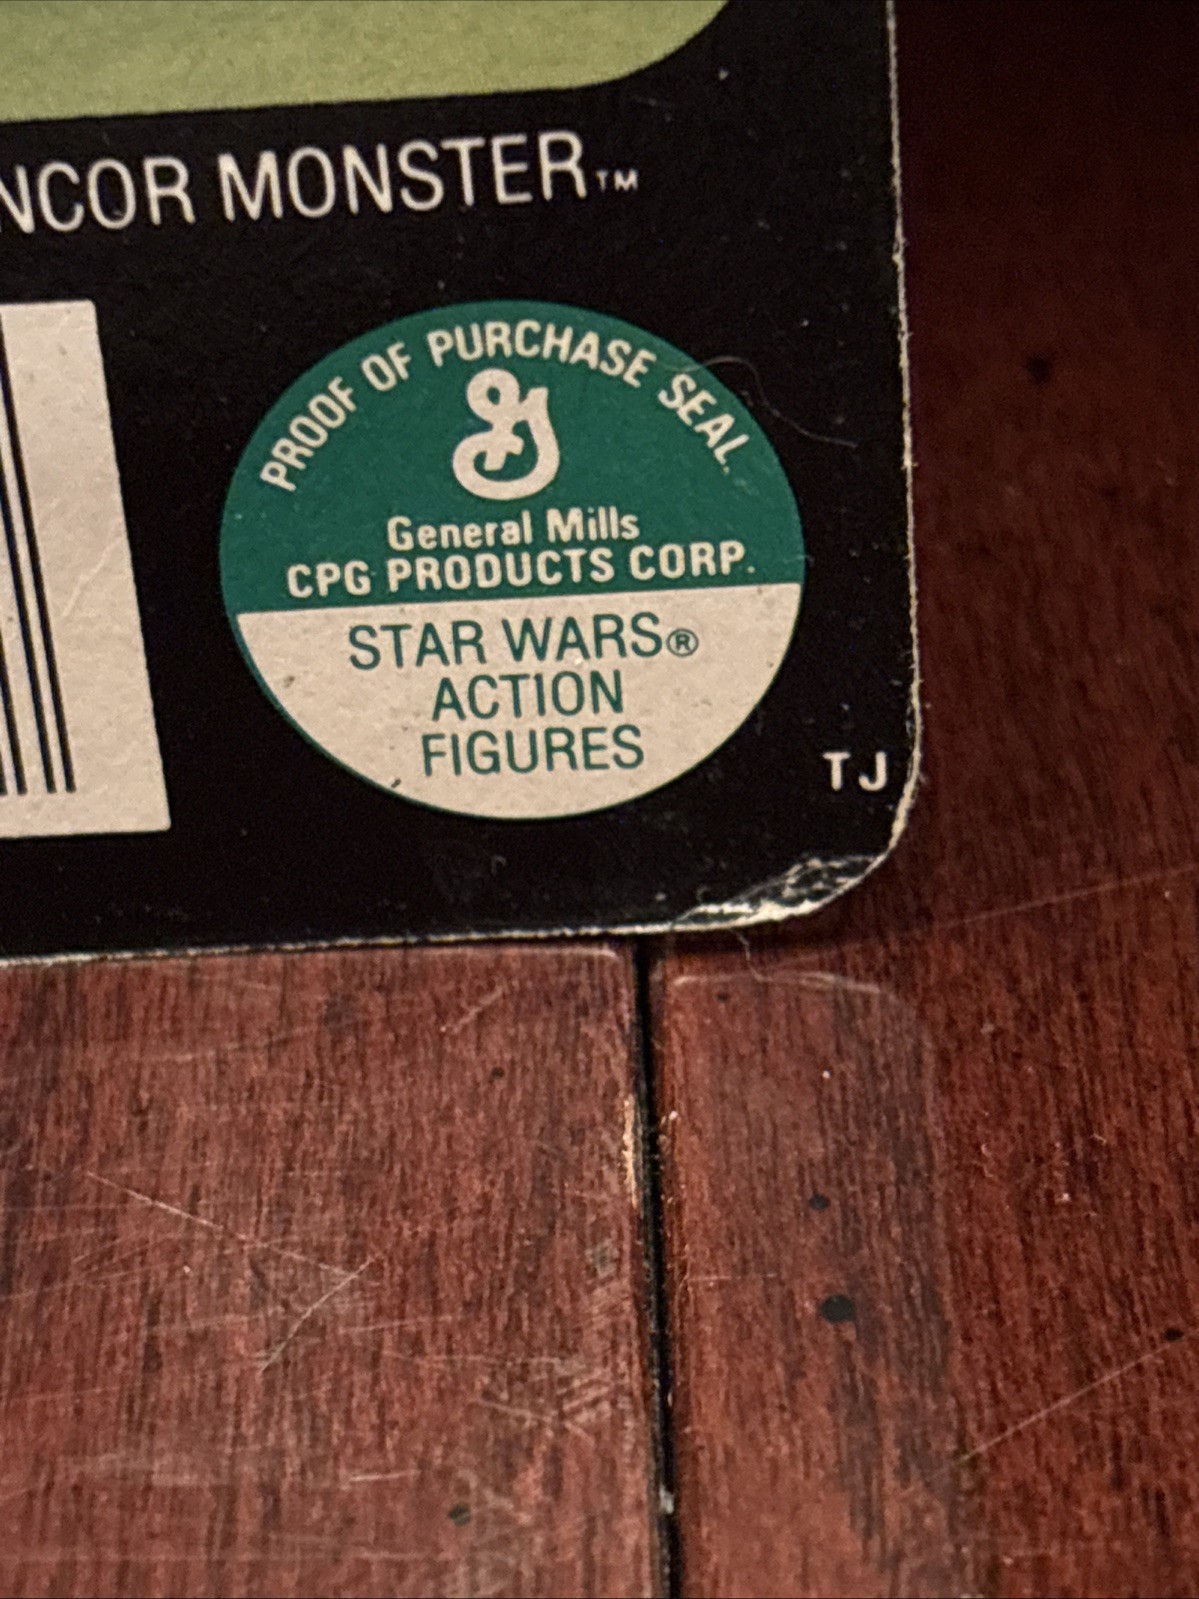 NCOR MONSTER™
PROOF OF PURCHASE SEAL
General Mills
CPG PRODUCTS CORP.
STAR WARS®
ACTION
FIGURES
TJ